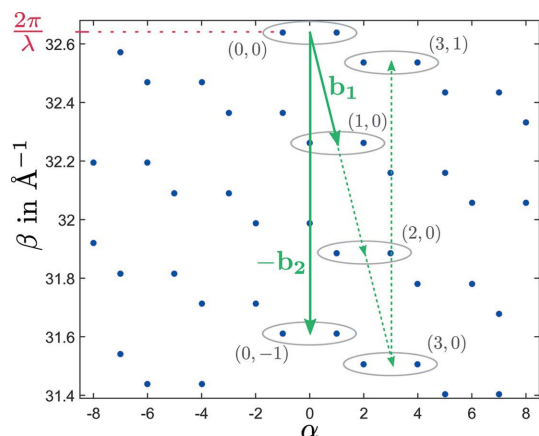 2π
λ
32.6
32.4
32.2
32
31.8
31.6
31.4
β in Å⁻¹
(0, 0)
(3, 1)
b₁
(1, 0)
(2, 0)
−b₂
(0, −1)
(3, 0)
-8 -6 -4 -2 0 2 4 6 8
α